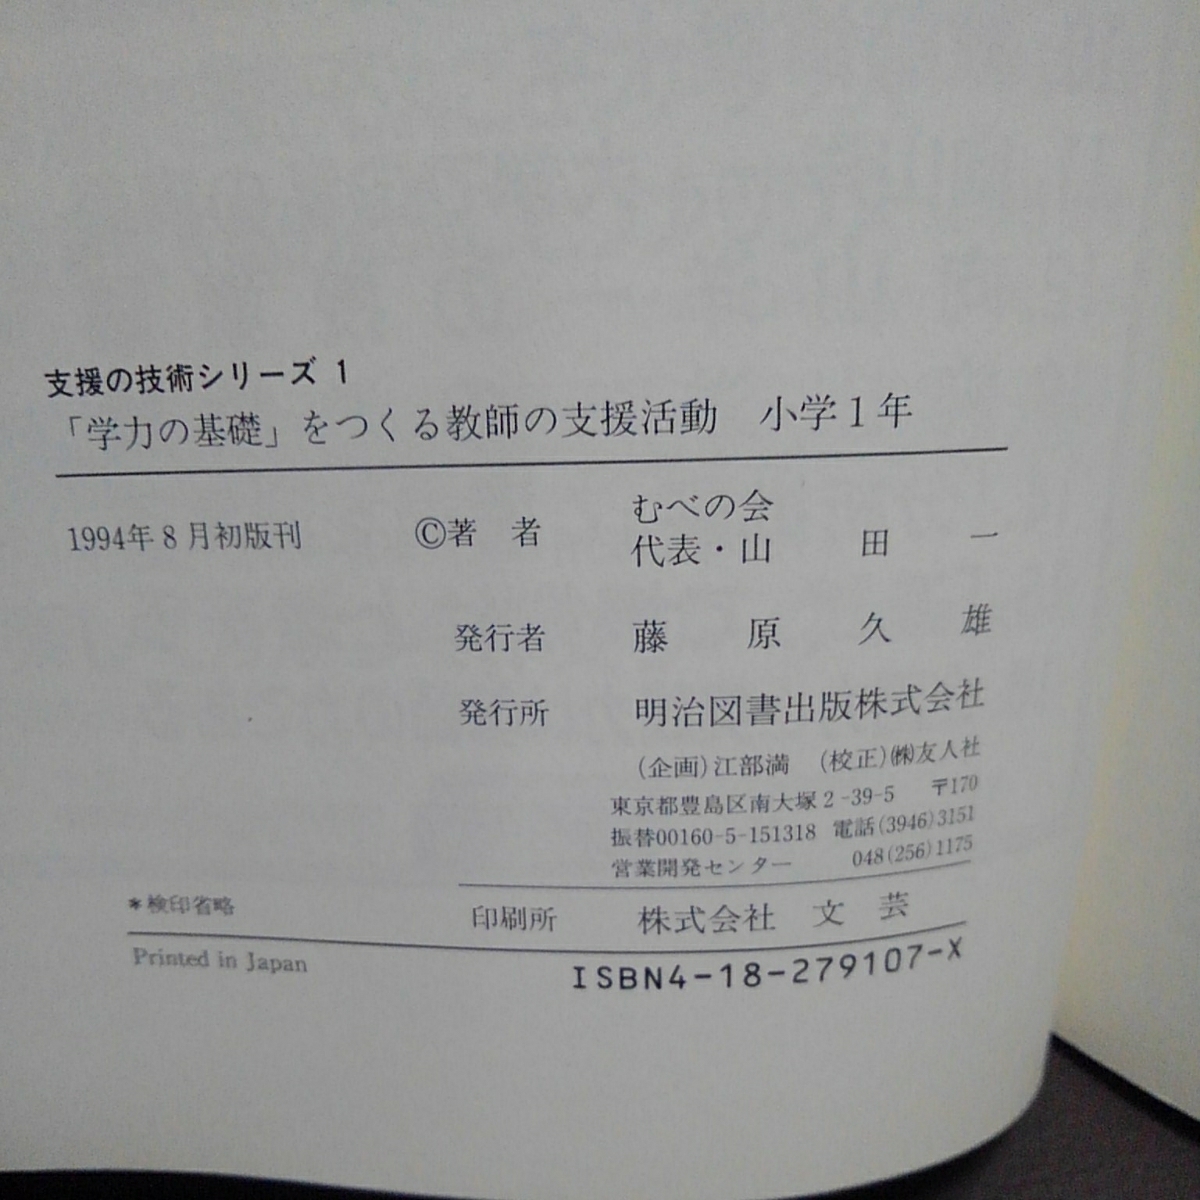 支援の技術シリーズ 1
「学力の基礎」をつくる教師の支援活動 小学1年
1994年8月初版刊 ©著 者 むべの会
代表・山 田 一
発行者 藤 原 久 雄
発行所 明治図書出版株式会社
(企画)江部満 (校正)㈱友人社
東京都豊島区南大塚2-39-5 〒170
振替00160-5-151318 電話(3946)3151
営業開発センター 048(256)1175
*検印省略 印刷所 株式会社 文 芸
Printed in Japan ISBN4-18-279107-X